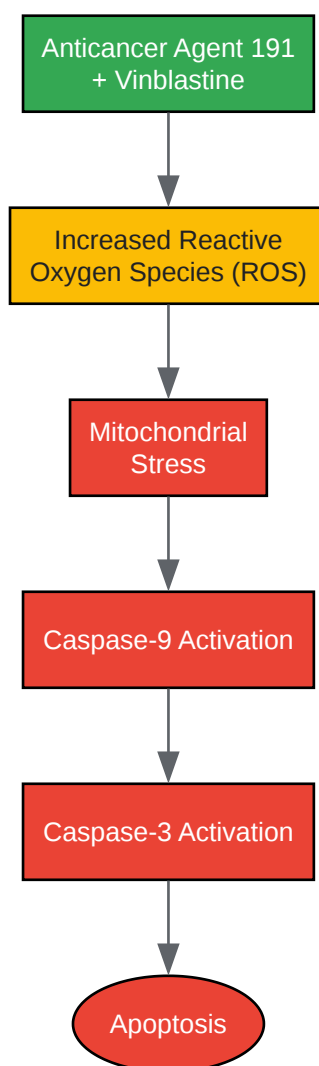 Anticancer Agent 191
+ Vinblastine
Increased Reactive
Oxygen Species (ROS)
Mitochondrial
Stress
Caspase-9 Activation
Caspase-3 Activation
Apoptosis